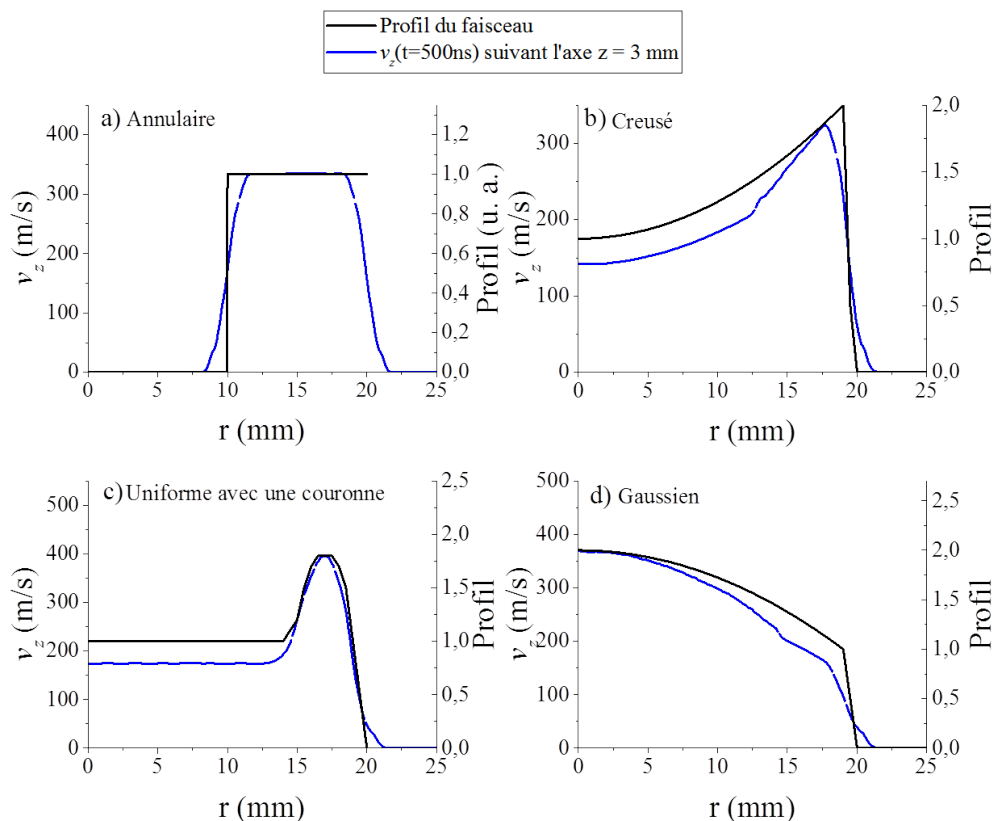 Profil du faisceau
v_z(t=500ns) suivant l'axe z = 3 mm
a) Annulaire
v_z (m/s)
400
300
200
100
0
Profil (u. a.)
1,2
1,0
0,8
0,6
0,4
0,2
0,0
0 5 10 15 20 25
r (mm)
b) Creusé
v_z (m/s)
300
200
100
0
Profil
2,0
1,5
1,0
0,5
0,0
0 5 10 15 20 25
r (mm)
c) Uniforme avec une couronne
v_z (m/s)
500
400
300
200
100
0
Profil
2,5
2,0
1,5
1,0
0,5
0,0
0 5 10 15 20 25
r (mm)
d) Gaussien
v_z (m/s)
500
400
300
200
100
0
Profil
2,5
2,0
1,5
1,0
0,5
0,0
0 5 10 15 20 25
r (mm)